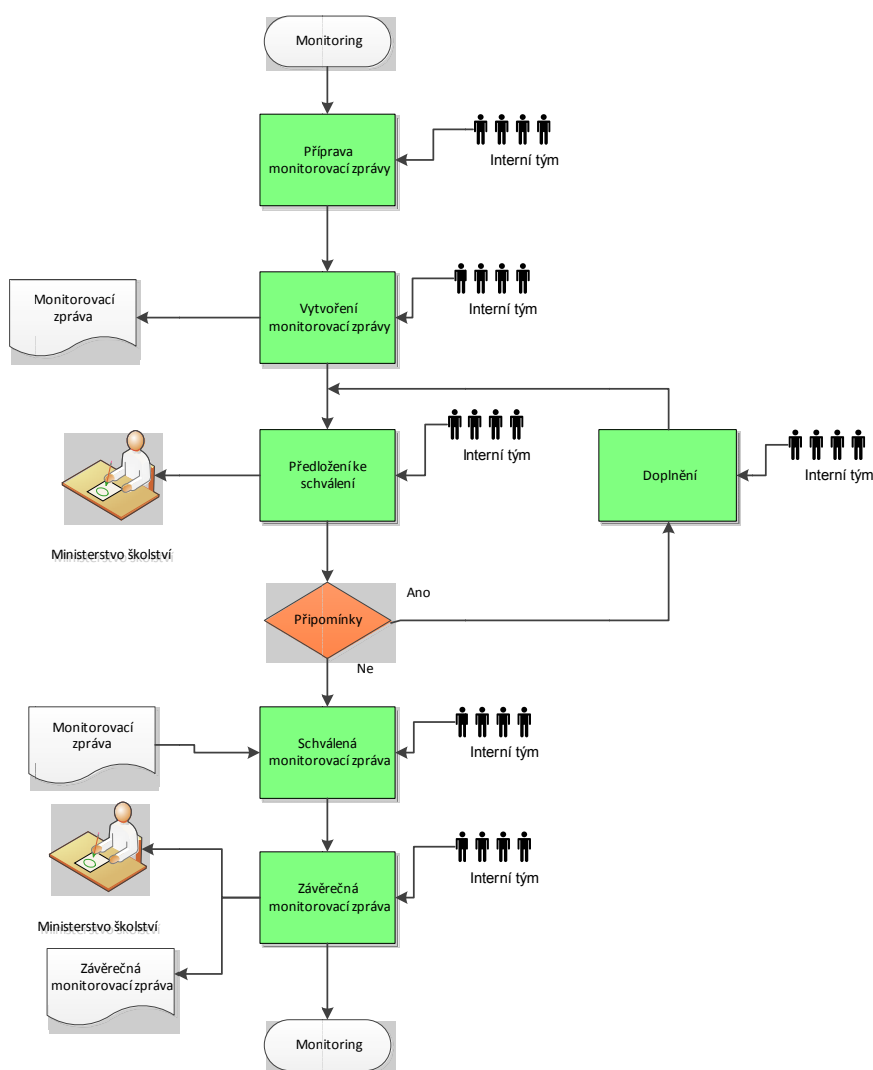 Monitoring
Příprava
monitorovací zprávy
Interní tým
Vytvoření
monitorovací zprávy
Interní tým
Monitorovací
zpráva
Předložení ke
schválení
Interní tým
Ministerstvo školství
Doplnění
Interní tým
Připomínky
Ano
Ne
Monitorovací
zpráva
Schválená
monitorovací zpráva
Interní tým
Závěrečná
monitorovací zpráva
Interní tým
Ministerstvo školství
Závěrečná
monitorovací zpráva
Monitoring